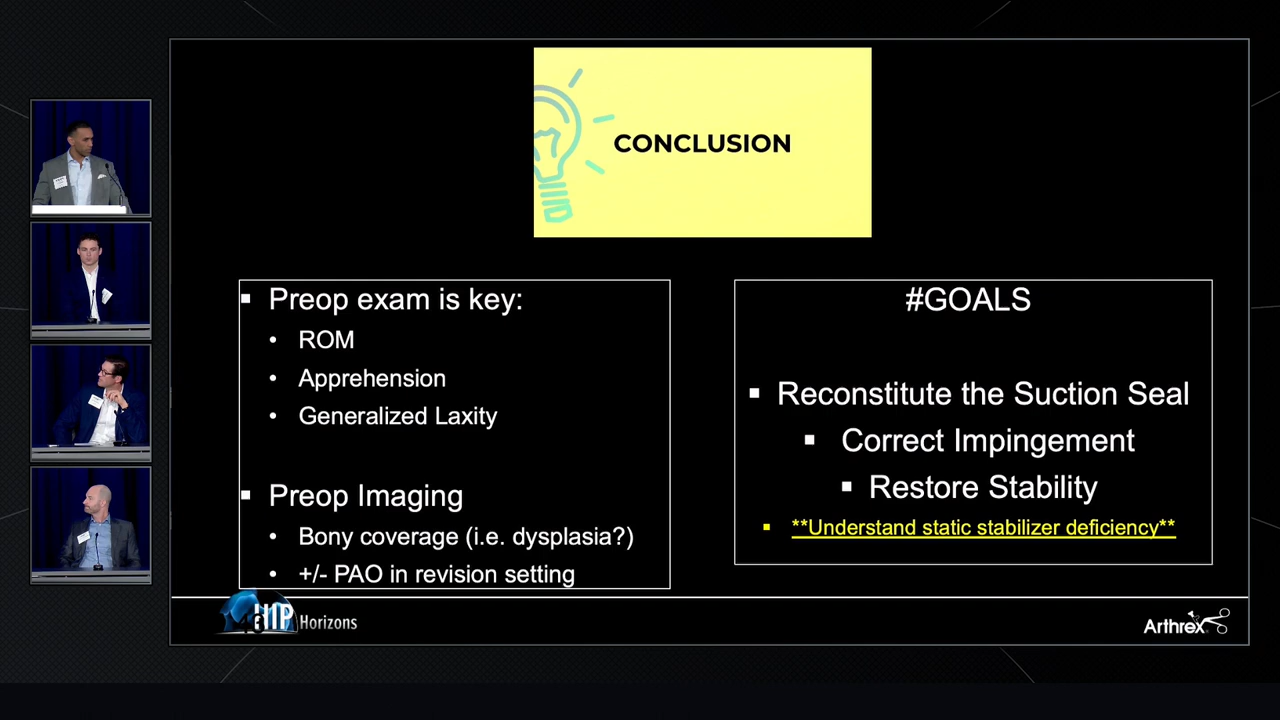 CONCLUSION
Preop exam is key:
ROM
Apprehension
Generalized Laxity
Preop Imaging
Bony coverage (i.e. dysplasia?)
+/- PAO in revision setting
#GOALS
Reconstitute the Suction Seal
Correct Impingement
Restore Stability
**Understand static stabilizer deficiency**
HIP Horizons
Arthrex